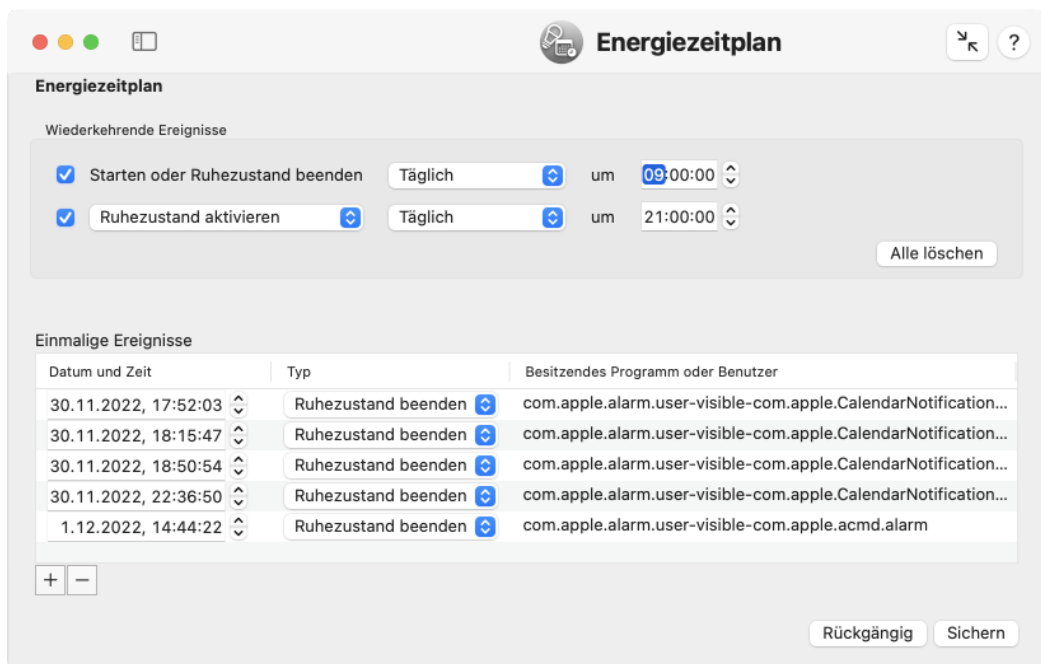 Energiezeitplan
?
Energiezeitplan
Wiederkehrende Ereignisse
Starten oder Ruhezustand beenden Täglich um 09:00:00
Ruhezustand aktivieren Täglich um 21:00:00
Alle löschen
Einmalige Ereignisse
Datum und Zeit Typ Besitzendes Programm oder Benutzer
30.11.2022, 17:52:03 Ruhezustand beenden com.apple.alarm.user-visible-com.apple.CalendarNotification...
30.11.2022, 18:15:47 Ruhezustand beenden com.apple.alarm.user-visible-com.apple.CalendarNotification...
30.11.2022, 18:50:54 Ruhezustand beenden com.apple.alarm.user-visible-com.apple.CalendarNotification...
30.11.2022, 22:36:50 Ruhezustand beenden com.apple.alarm.user-visible-com.apple.CalendarNotification...
1.12.2022, 14:44:22 Ruhezustand beenden com.apple.alarm.user-visible-com.apple.acmd.alarm
+ −
Rückgängig Sichern